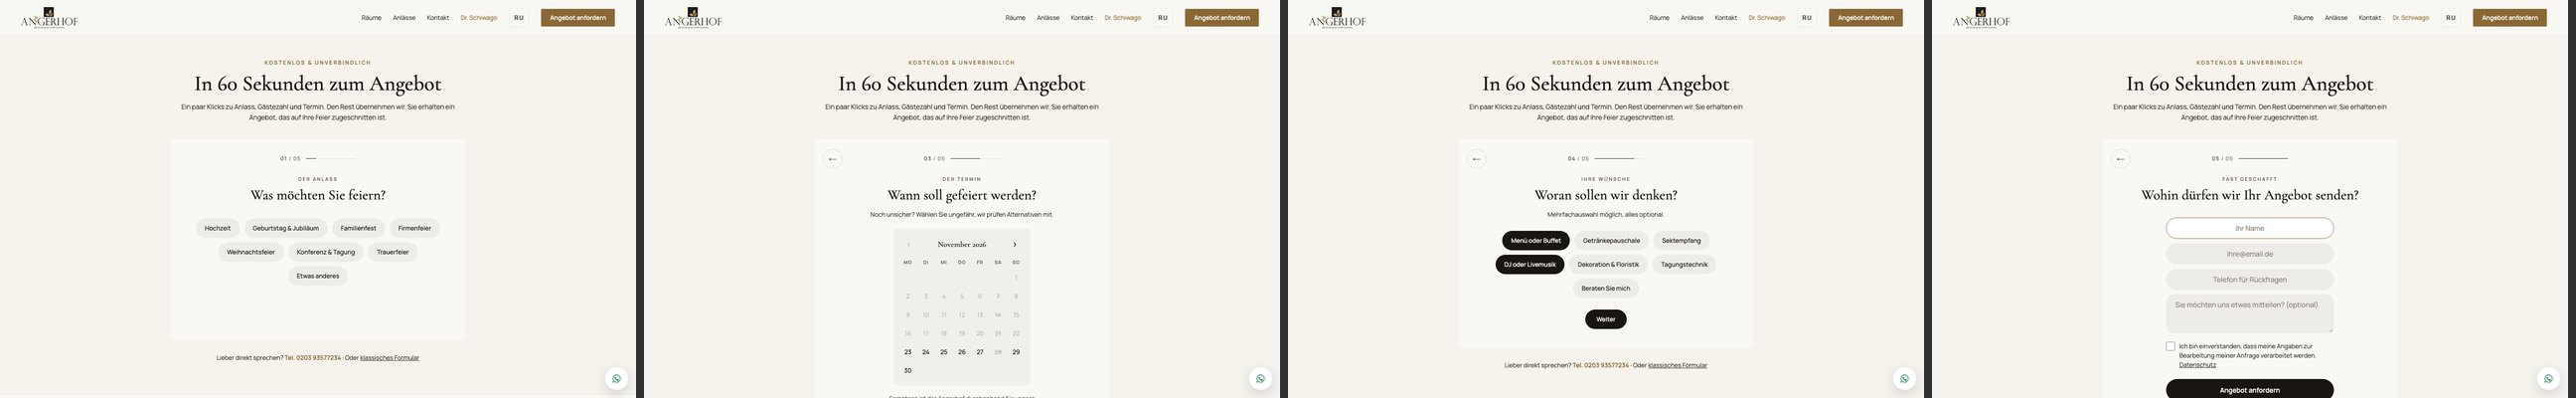 ANGERHOF
Räume Anlässe Kontakt Dr. Schiwago RU Angebot anfordern
KOSTENLOS & UNVERBINDLICH
In 60 Sekunden zum Angebot
Ein paar Klicks zu Anlass, Gästezahl und Termin. Den Rest übernehmen wir. Sie erhalten ein
Angebot, das auf Ihre Feier zugeschnitten ist.
01 / 05
DER ANLASS
Was möchten Sie feiern?
Hochzeit Geburtstag & Jubiläum Familienfest Firmenfeier
Weihnachtsfeier Konferenz & Tagung Trauerfeier
Etwas anderes
Lieber direkt sprechen? Tel. 0203 93577234 · Oder klassisches Formular
ANGERHOF
Räume Anlässe Kontakt Dr. Schiwago RU Angebot anfordern
KOSTENLOS & UNVERBINDLICH
In 60 Sekunden zum Angebot
Ein paar Klicks zu Anlass, Gästezahl und Termin. Den Rest übernehmen wir. Sie erhalten ein
Angebot, das auf Ihre Feier zugeschnitten ist.
←
03 / 05
DER TERMIN
Wann soll gefeiert werden?
Noch unsicher? Wählen Sie ungefähr, wir prüfen Alternativen mit.
‹ November 2026 ›
MO DI MI DO FR SA SO
1
2 3 4 5 6 7 8
9 10 11 12 13 14 15
16 17 18 19 20 21 22
23 24 25 26 27 28 29
30
ANGERHOF
Räume Anlässe Kontakt Dr. Schiwago RU Angebot anfordern
KOSTENLOS & UNVERBINDLICH
In 60 Sekunden zum Angebot
Ein paar Klicks zu Anlass, Gästezahl und Termin. Den Rest übernehmen wir. Sie erhalten ein
Angebot, das auf Ihre Feier zugeschnitten ist.
←
04 / 05
IHRE WÜNSCHE
Woran sollen wir denken?
Mehrfachauswahl möglich, alles optional.
Menü oder Buffet Getränkepauschale Sektempfang
DJ oder Livemusik Dekoration & Floristik Tagungstechnik
Beraten Sie mich
Weiter
Lieber direkt sprechen? Tel. 0203 93577234 · Oder klassisches Formular
ANGERHOF
Räume Anlässe Kontakt Dr. Schiwago RU Angebot anfordern
KOSTENLOS & UNVERBINDLICH
In 60 Sekunden zum Angebot
Ein paar Klicks zu Anlass, Gästezahl und Termin. Den Rest übernehmen wir. Sie erhalten ein
Angebot, das auf Ihre Feier zugeschnitten ist.
←
05 / 05
FAST GESCHAFFT
Wohin dürfen wir Ihr Angebot senden?
Ihr Name
Ihre@email.de
Telefon für Rückfragen
Sie möchten uns etwas mitteilen? (optional)
Ich bin einverstanden, dass meine Angaben zur
Bearbeitung meiner Anfrage verarbeitet werden.
Datenschutz
Angebot anfordern